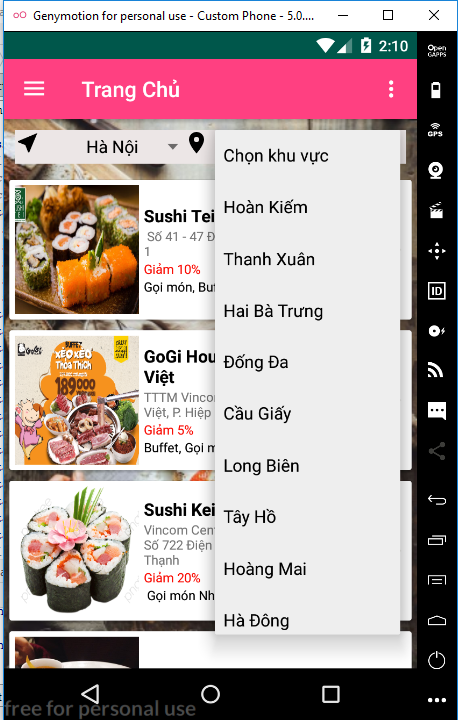 Genymotion for personal use - Custom Phone - 5.0....
Open
GAPPS
2:10
Trang Chủ
GPS
Hà Nội
ID
Chọn khu vực
Hoàn Kiếm
Thanh Xuân
Hai Bà Trưng
Đống Đa
Cầu Giấy
Long Biên
Tây Hồ
Hoàng Mai
Hà Đông
Sushi Tei
Số 41 - 47 Đ
1
Giảm 10%
Gọi món, Buf
BUFFET
XÈO XÈO
THỎA THÍCH
189000
GoGi Hou
Việt
TTTM Vincom
Việt, P. Hiệp
Giảm 5%
Buffet, Gọi m
Sushi Kei
Vincom Cent
Số 722 Điện
Thạnh
Giảm 20%
Gọi món Nh
free for personal use